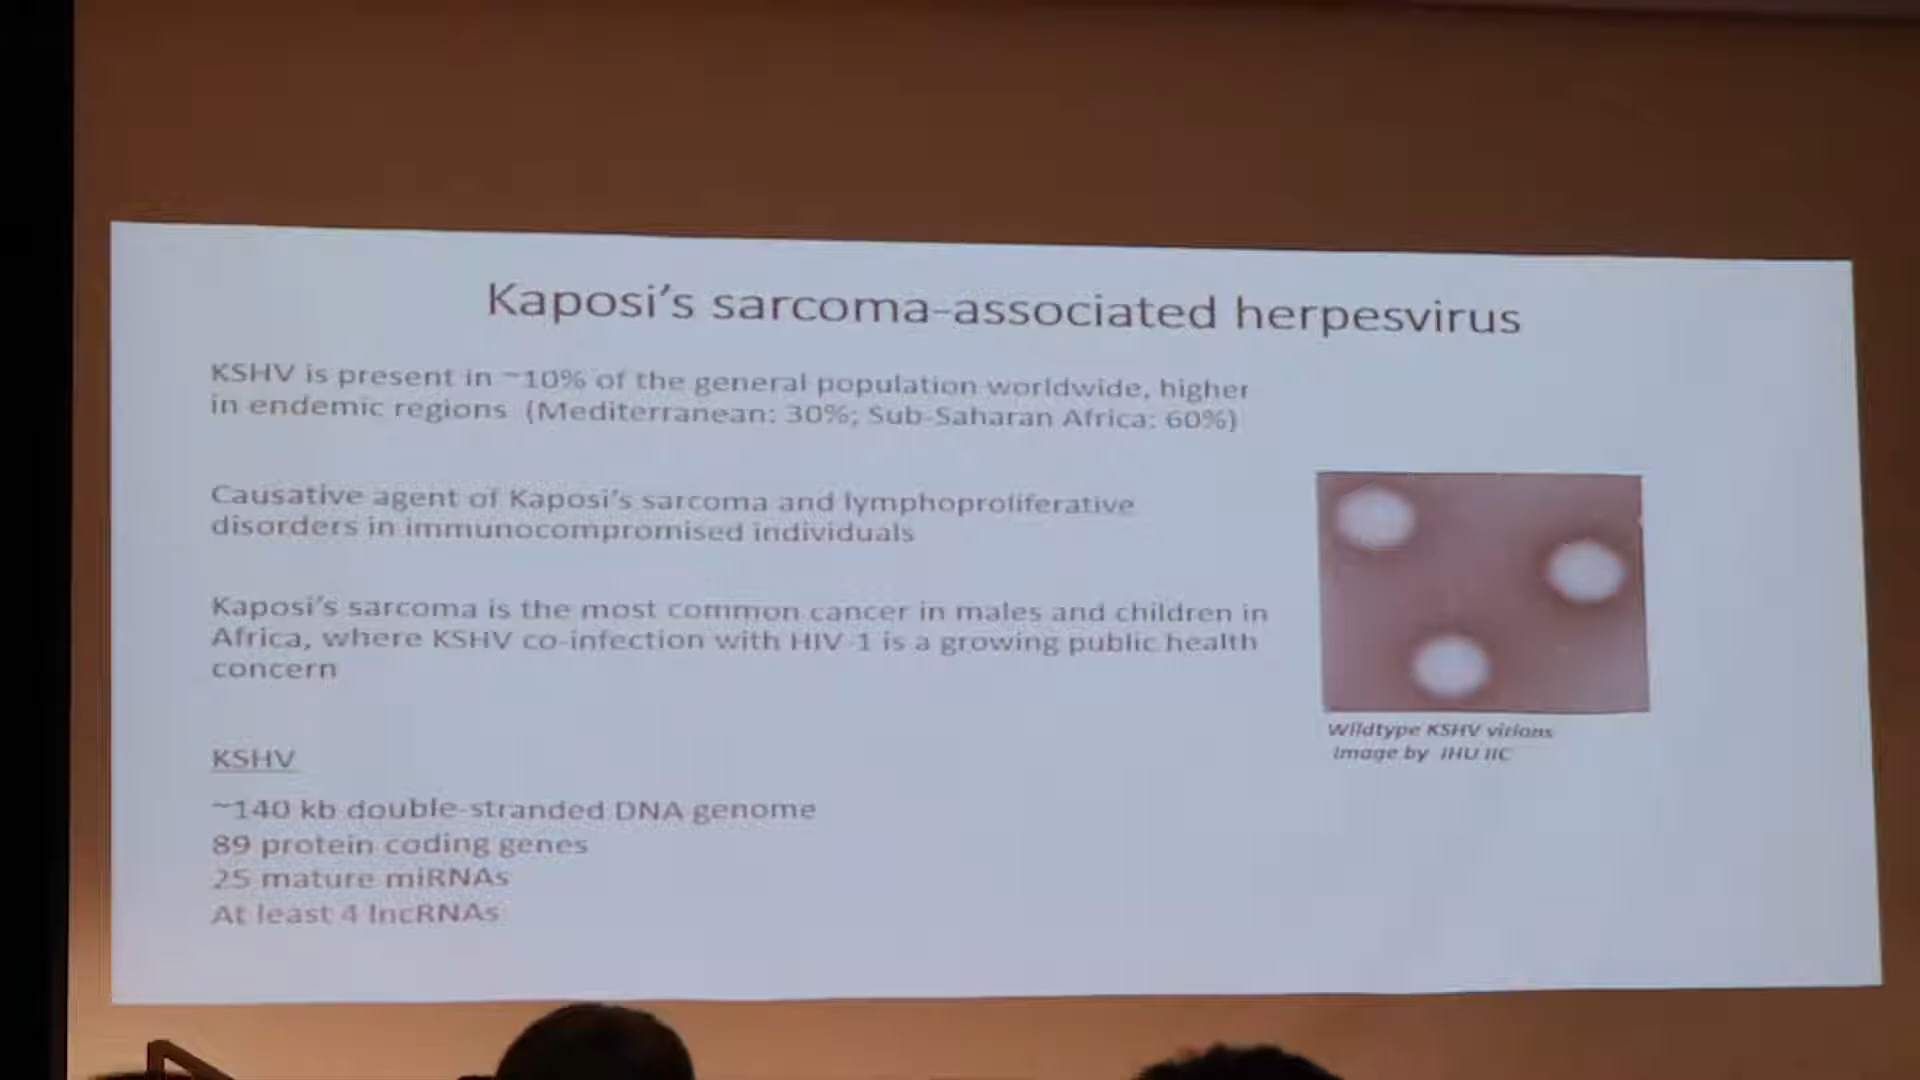 Kaposi's sarcoma-associated herpesvirus
KSHV is present in ~10% of the general population worldwide, higher
in endemic regions (Mediterranean: 30%; Sub-Saharan Africa: 60%)
Causative agent of Kaposi's sarcoma and lymphoproliferative
disorders in immunocompromised individuals
Kaposi's sarcoma is the most common cancer in males and children in
Africa, where KSHV co-infection with HIV-1 is a growing public health
concern
Wildtype KSHV virions
Image by JHU IIC
KSHV
~140 kb double-stranded DNA genome
89 protein coding genes
25 mature miRNAs
At least 4 lncRNAs